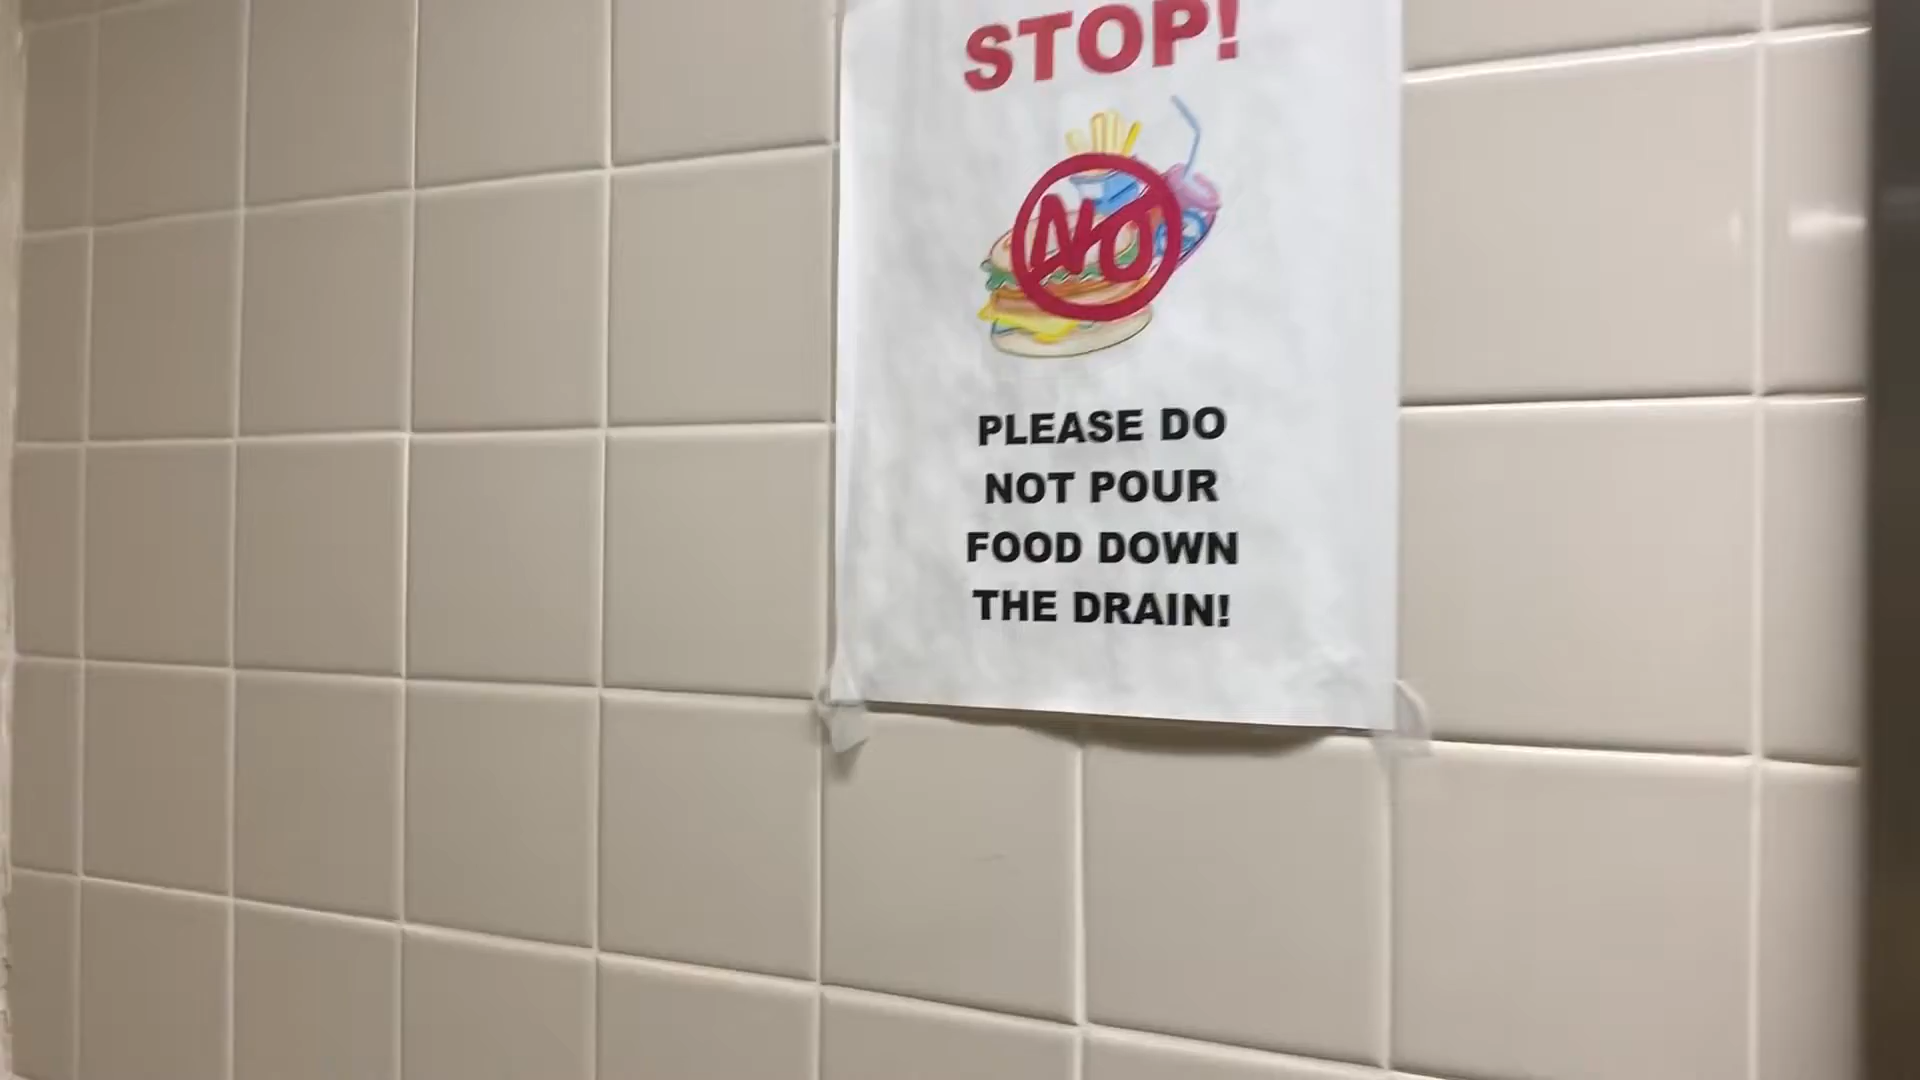 STOP!
NO
PLEASE DO
NOT POUR
FOOD DOWN
THE DRAIN!